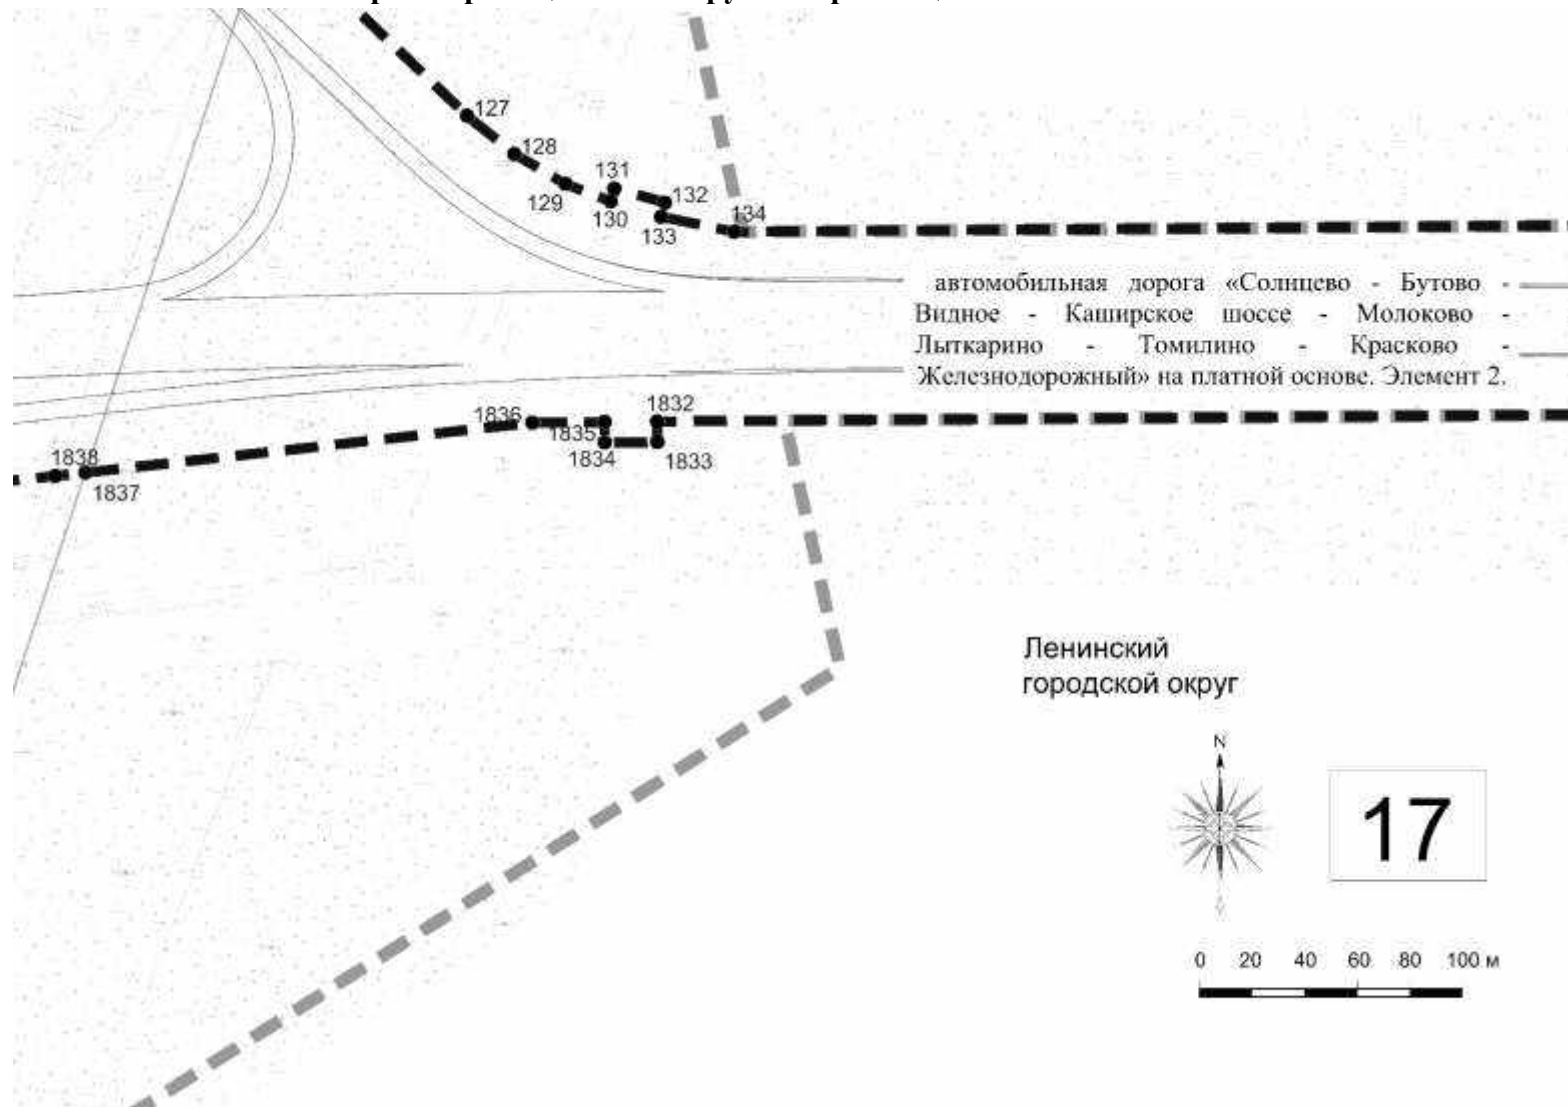 127
128
131
129
132
130
134
133
автомобильная дорога «Солнцево - Бутово -
Видное - Каширское шоссе - Молоково -
Лыткарино - Томилино - Красково -
Железнодорожный» на платной основе. Элемент 2.
1836
1832
1835
1838
1834
1833
1837
Ленинский
городской округ
N
17
0 20 40 60 80 100 м